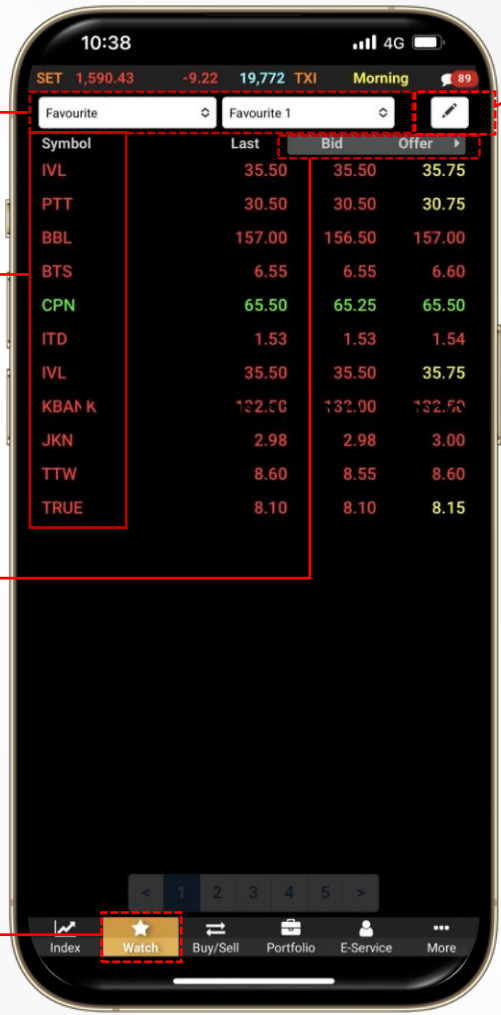 10:38 4G
SET 1,590.43 -9.22 19,772 TXI Morning 89
Favourite Favourite 1
Symbol Last Bid Offer
IVL 35.50 35.50 35.75
PTT 30.50 30.50 30.75
BBL 157.00 156.50 157.00
BTS 6.55 6.55 6.60
CPN 65.50 65.25 65.50
ITD 1.53 1.53 1.54
IVL 35.50 35.50 35.75
KBANK 132.00
JKN 2.98 2.98 3.00
TTW 8.60 8.55 8.60
TRUE 8.10 8.10 8.15
< 1 2 3 4 5 >
Index Watch Buy/Sell Portfolio E-Service More